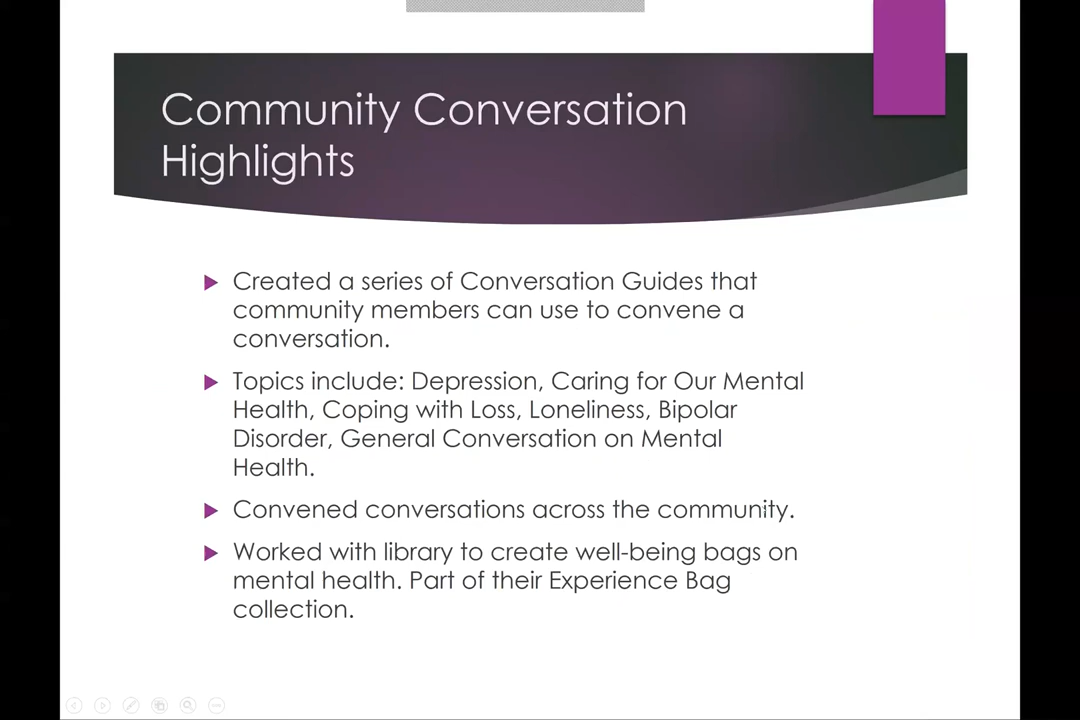 Community Conversation
Highlights
Created a series of Conversation Guides that
community members can use to convene a
conversation.
Topics include: Depression, Caring for Our Mental
Health, Coping with Loss, Loneliness, Bipolar
Disorder, General Conversation on Mental
Health.
Convened conversations across the community.
Worked with library to create well-being bags on
mental health. Part of their Experience Bag
collection.